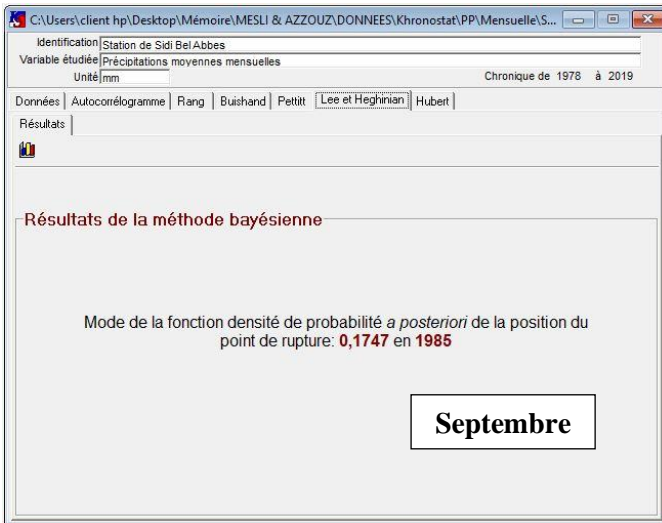 C:\Users\client hp\Desktop\Mémoire\MESLI & AZZOUZ\DONNEES\Khronostat\PP\Mensuelle\S...
Identification Station de Sidi Bel Abbes
Variable étudiée Précipitations moyennes mensuelles
Unité mm Chronique de 1978 à 2019
Données Autocorrélogramme Rang Buishand Pettitt Lee et Heghinian Hubert
Résultats
Résultats de la méthode bayésienne
Mode de la fonction densité de probabilité a posteriori de la position du
point de rupture: 0,1747 en 1985
Septembre